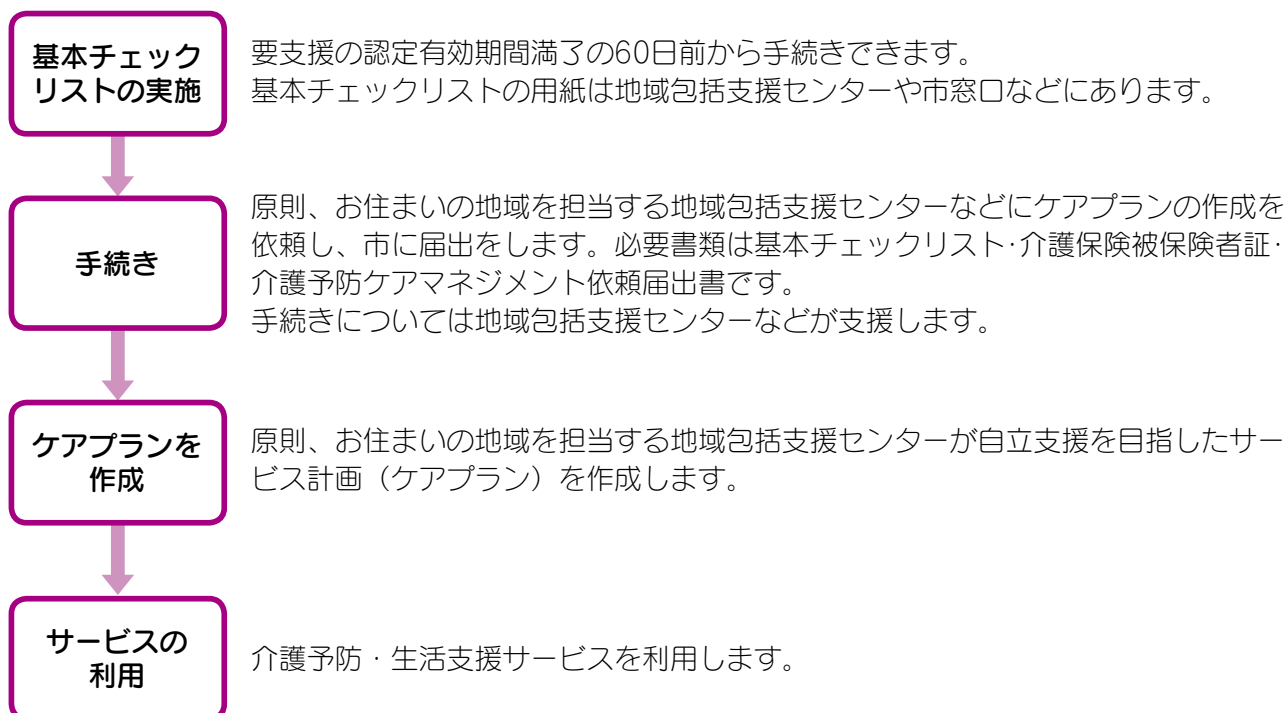 基本チェック
リストの実施
要支援の認定有効期間満了の60日前から手続きできます。
基本チェックリストの用紙は地域包括支援センターや市窓口などにあります。
手続き
原則、お住まいの地域を担当する地域包括支援センターなどにケアプランの作成を
依頼し、市に届出をします。必要書類は基本チェックリスト・介護保険被保険者証・
介護予防ケアマネジメント依頼届出書です。
手続きについては地域包括支援センターなどが支援します。
ケアプランを
作成
原則、お住まいの地域を担当する地域包括支援センターが自立支援を目指したサー
ビス計画（ケアプラン）を作成します。
サービスの
利用
介護予防・生活支援サービスを利用します。